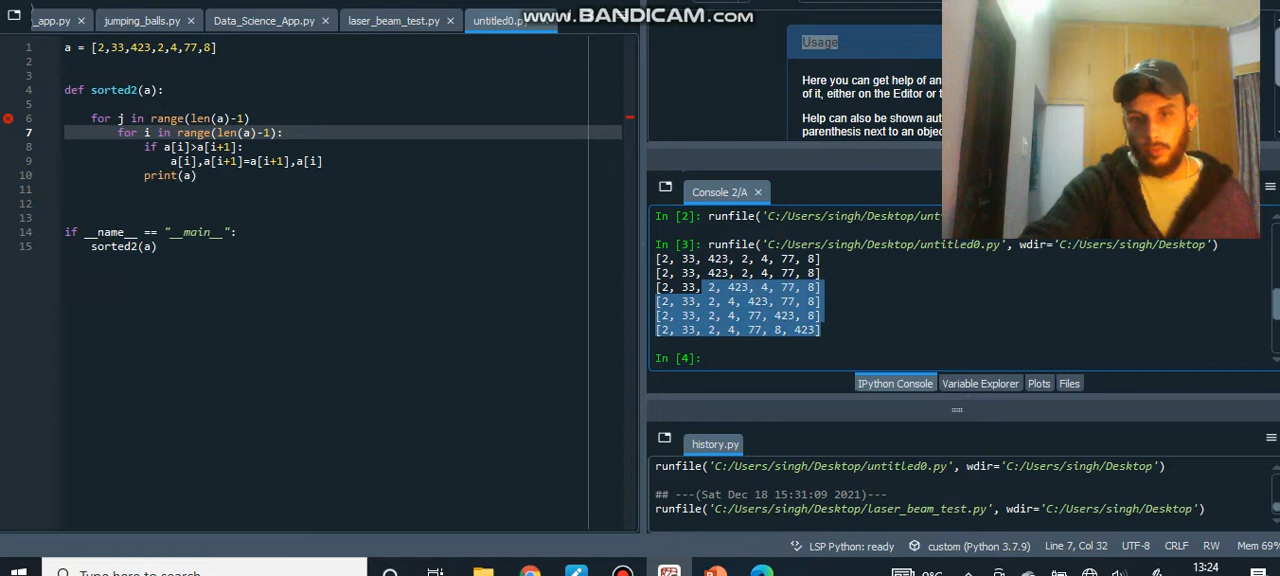 _app.py
jumping_balls.py
Data_Science_App.py
laser_beam_test.py
untitled0.py
www.BANDICAM.com
1 a = [2,33,423,2,4,77,8]
2
3
4 def sorted2(a):
5
6 for j in range(len(a)-1)
7 for i in range(len(a)-1):
8 if a[i]>a[i+1]:
9 a[i],a[i+1]=a[i+1],a[i]
10 print(a)
11
12
13
14 if __name__ == "__main__":
15 sorted2(a)
Usage
Here you can get help of an
of it, either on the Editor or t
Help can also be shown aut
parenthesis next to an objec
Console 2/A
In [2]: runfile('C:/Users/singh/Desktop/unt
In [3]: runfile('C:/Users/singh/Desktop/untitled0.py', wdir='C:/Users/singh/Desktop')
[2, 33, 423, 2, 4, 77, 8]
[2, 33, 423, 2, 4, 77, 8]
[2, 33, 2, 423, 4, 77, 8]
[2, 33, 2, 4, 423, 77, 8]
[2, 33, 2, 4, 77, 423, 8]
[2, 33, 2, 4, 77, 8, 423]
In [4]:
IPython Console
Variable Explorer
Plots
Files
history.py
runfile('C:/Users/singh/Desktop/untitled0.py', wdir='C:/Users/singh/Desktop')
## ---(Sat Dec 18 15:31:09 2021)---
runfile('C:/Users/singh/Desktop/laser_beam_test.py', wdir='C:/Users/singh/Desktop')
LSP Python: ready
custom (Python 3.7.9)
Line 7, Col 32
UTF-8
CRLF
RW
Mem 69%
Type here to search
0°C
13:24